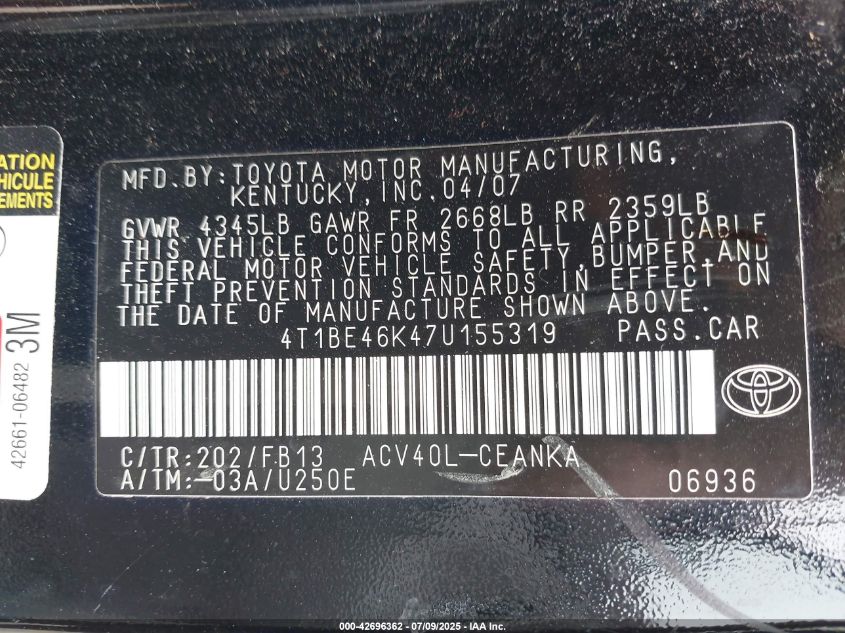 ATION
EHICULE
EMENTS
42661-06482 3M
MFD.BY:TOYOTA MOTOR MANUFACTURING,
KENTUCKY,INC.04/07
GVWR 4345LB GAWR FR 2668LB RR 2359LB
THIS VEHICLE CONFORMS TO ALL APPLICABLE
FEDERAL MOTOR VEHICLE SAFETY,BUMPER,AND
THEFT PREVENTION STANDARDS IN EFFECT ON
THE DATE OF MANUFACTURE SHOWN ABOVE.
4T1BE46K47U155319 PASS.CAR
C/TR:202/FB13 ACV40L-CEANKA
A/TM:-03A/U250E 06936
000-42696362 - 07/09/2025 - IAA Inc.